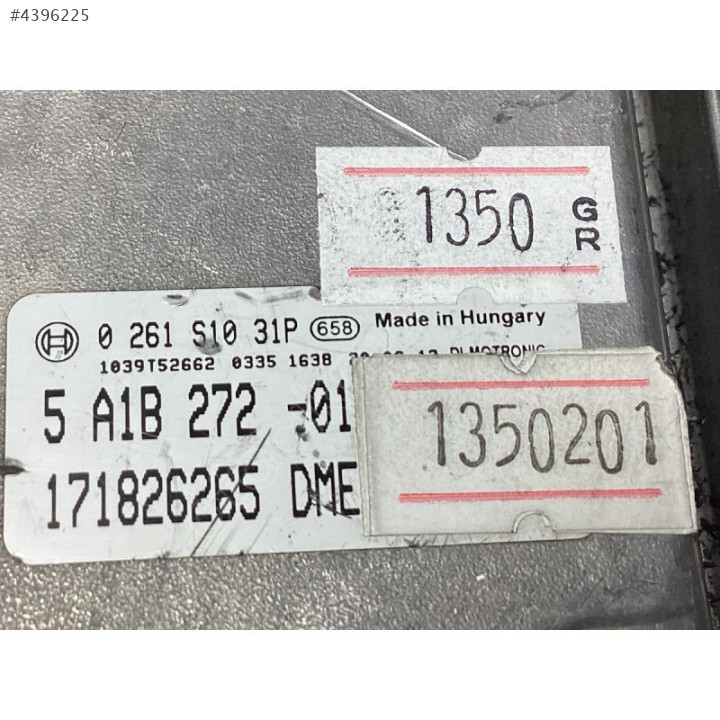 #4396225
1350 GR
0 261 S10 31P 658 Made in Hungary
1039T52662 0335 1638
5 A1B 272 -01
1350201
171826265 DME